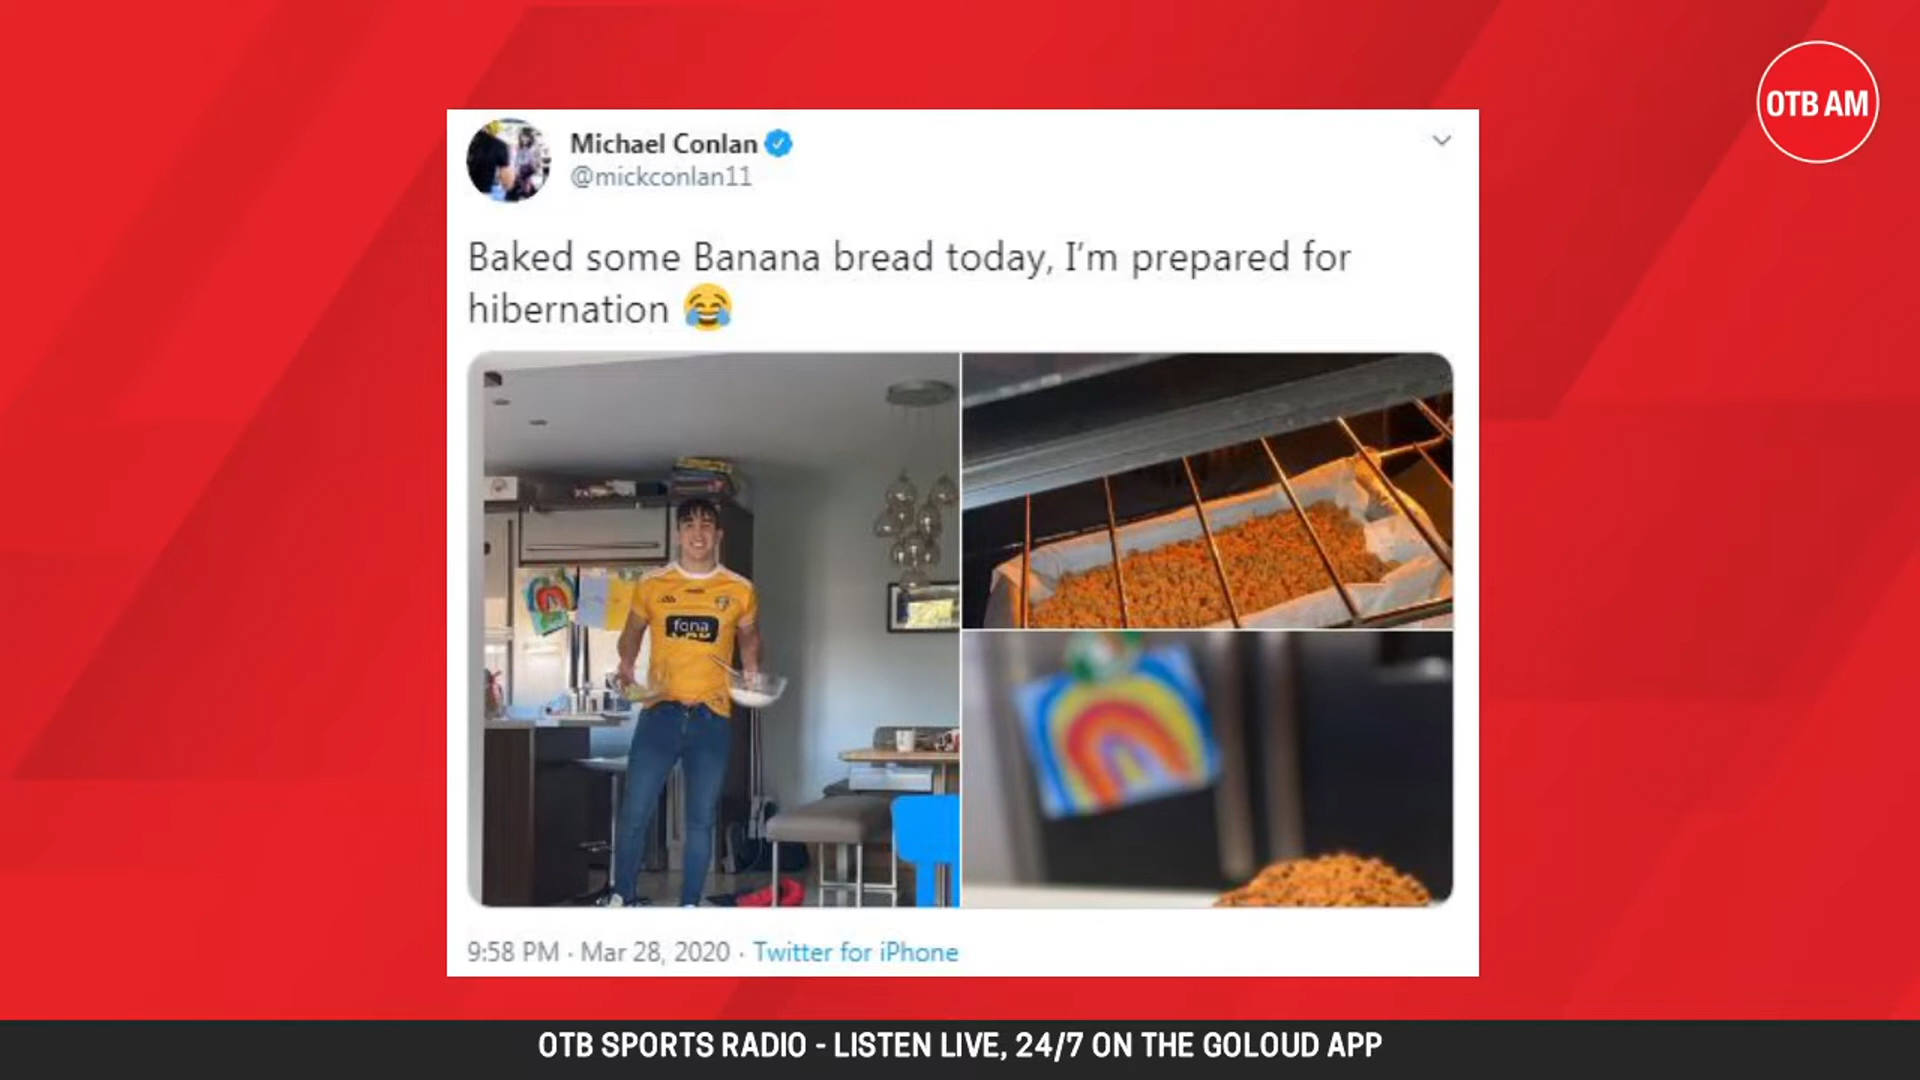 OTB AM
Michael Conlan
@mickconlan11
Baked some Banana bread today, I'm prepared for
hibernation 😂
fona
9:58 PM · Mar 28, 2020 · Twitter for iPhone
OTB SPORTS RADIO - LISTEN LIVE, 24/7 ON THE GOLOUD APP